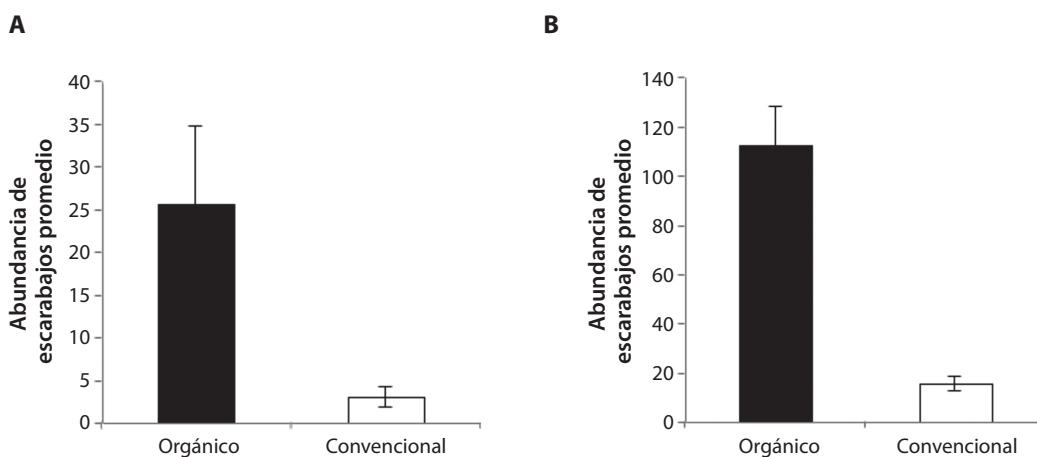 A
Abundancia de
escarabajos promedio
40
35
30
25
20
15
10
5
0
Orgánico
Convencional
B
Abundancia de
escarabajos promedio
140
120
100
80
60
40
20
0
Orgánico
Convencional